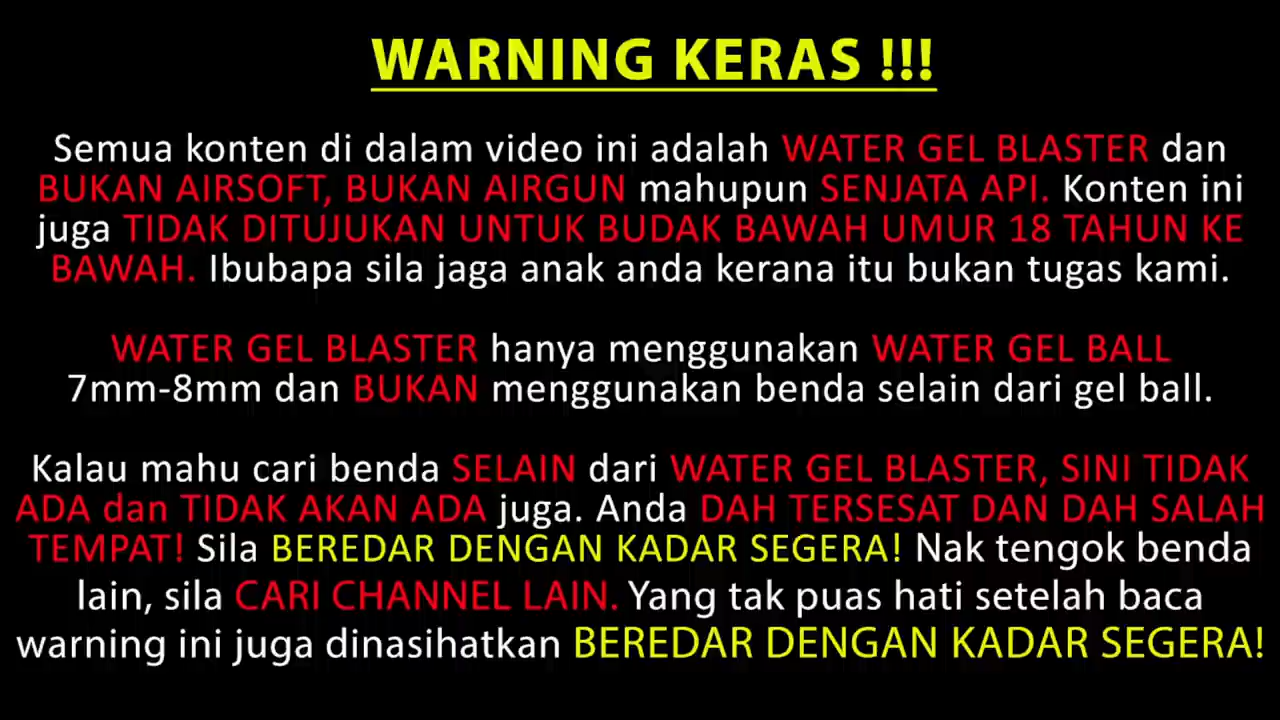 WARNING KERAS !!!
Semua konten di dalam video ini adalah WATER GEL BLASTER dan
BUKAN AIRSOFT, BUKAN AIRGUN mahupun SENJATA API. Konten ini
juga TIDAK DITUJUKAN UNTUK BUDAK BAWAH UMUR 18 TAHUN KE
BAWAH. Ibubapa sila jaga anak anda kerana itu bukan tugas kami.
WATER GEL BLASTER hanya menggunakan WATER GEL BALL
7mm-8mm dan BUKAN menggunakan benda selain dari gel ball.
Kalau mahu cari benda SELAIN dari WATER GEL BLASTER, SINI TIDAK
ADA dan TIDAK AKAN ADA juga. Anda DAH TERSESAT DAN DAH SALAH
TEMPAT! Sila BEREDAR DENGAN KADAR SEGERA! Nak tengok benda
lain, sila CARI CHANNEL LAIN. Yang tak puas hati setelah baca
warning ini juga dinasihatkan BEREDAR DENGAN KADAR SEGERA!